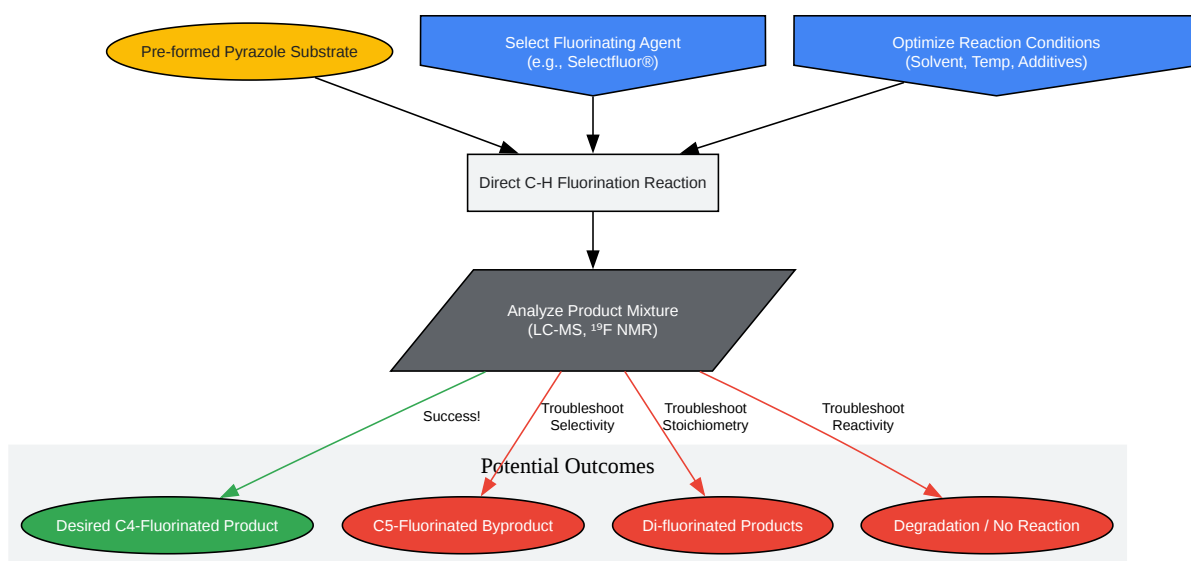 Pre-formed Pyrazole Substrate
Select Fluorinating Agent
(e.g., Selectfluor®)
Optimize Reaction Conditions
(Solvent, Temp, Additives)
Direct C-H Fluorination Reaction
Analyze Product Mixture
(LC-MS, ¹⁹F NMR)
Success!
Troubleshoot
Selectivity
Troubleshoot
Stoichiometry
Troubleshoot
Reactivity
Potential Outcomes
Desired C4-Fluorinated Product
C5-Fluorinated Byproduct
Di-fluorinated Products
Degradation / No Reaction